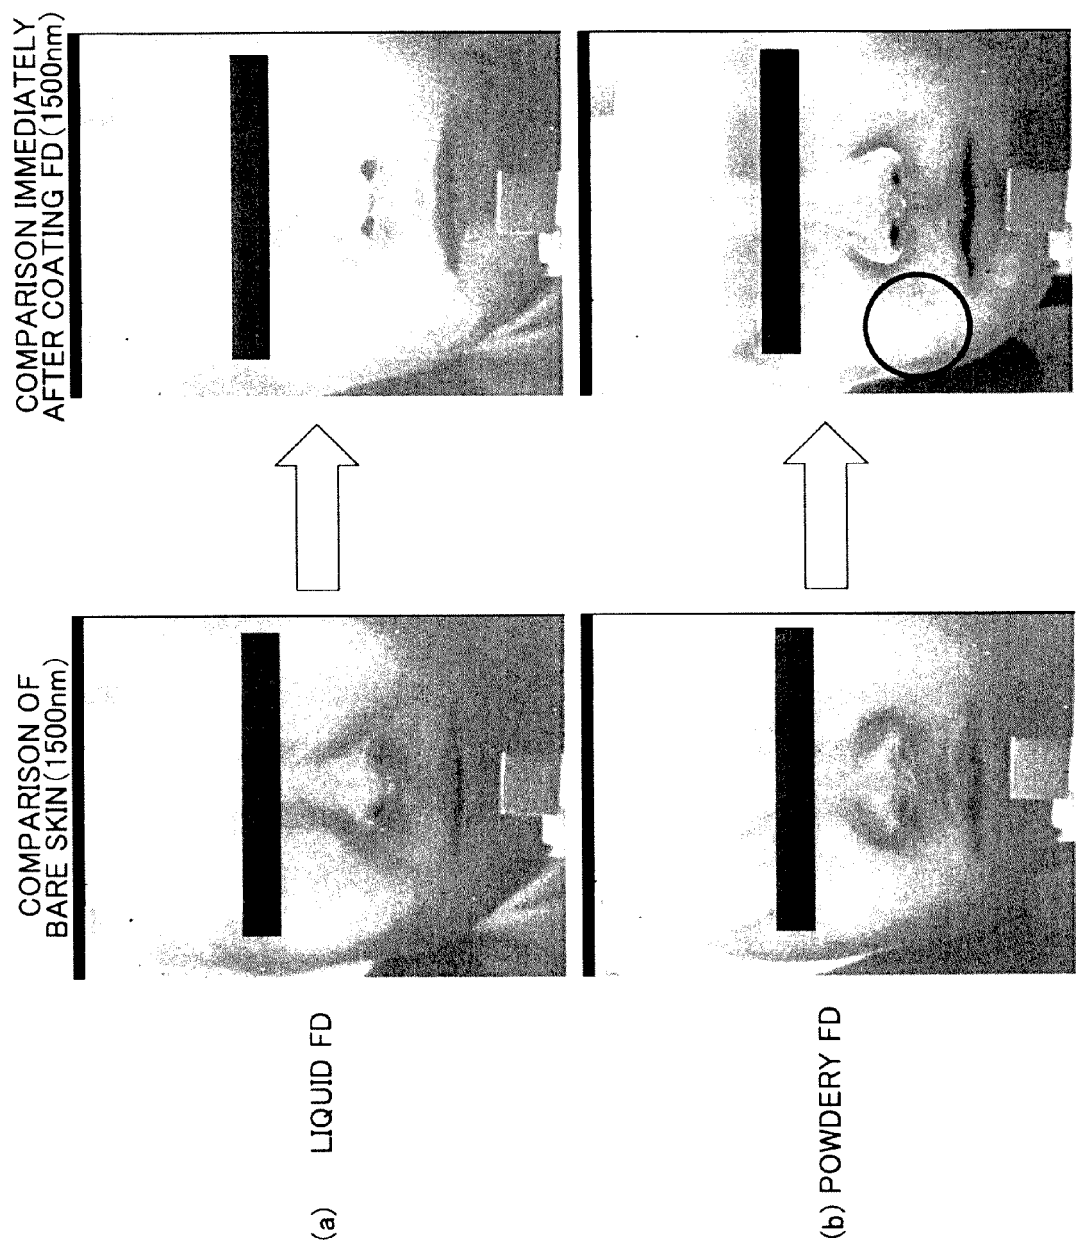 COMPARISON OF
BARE SKIN(1500nm)
COMPARISON IMMEDIATELY
AFTER COATING FD(1500nm)
(a) LIQUID FD
(b) POWDERY FD